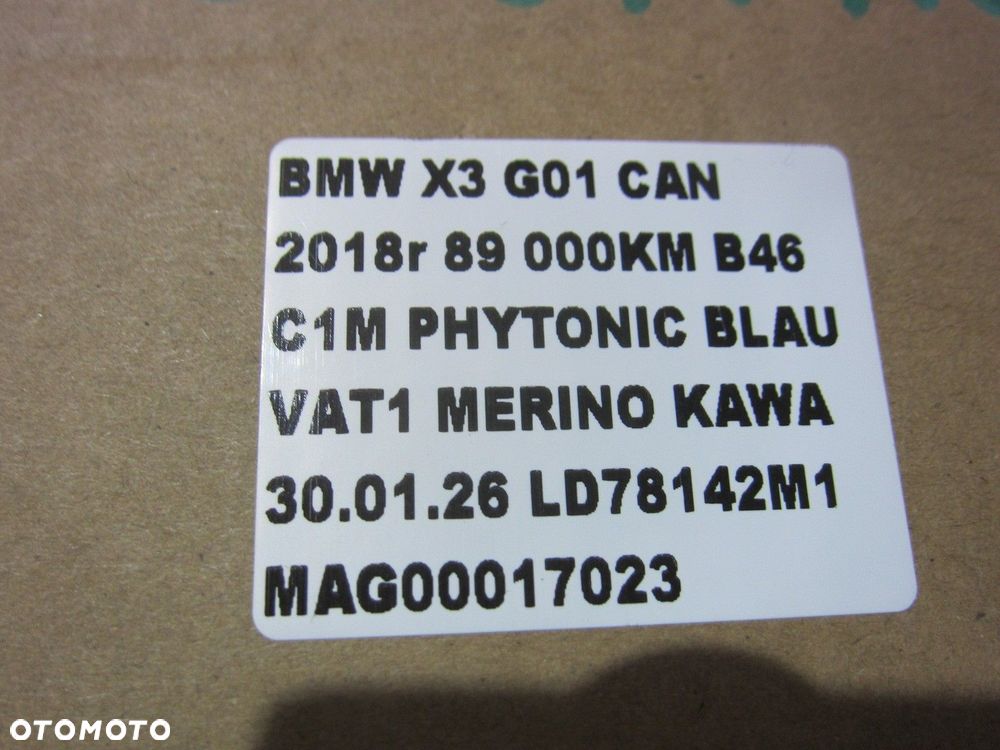 BMW X3 G01 CAN
2018r 89 000KM B46
C1M PHYTONIC BLAU
VAT1 MERINO KAWA
30.01.26 LD78142M1
MAG00017023
OTOMOTO